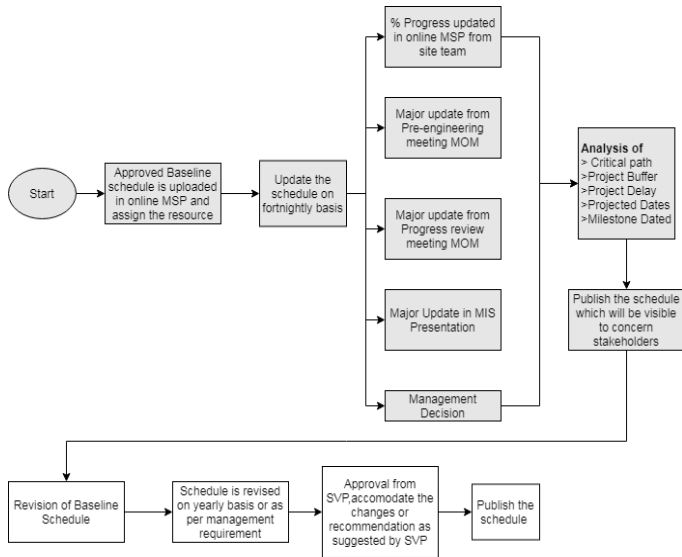 Start
Approved Baseline
schedule is uploaded
in online MSP and
assign the resource
Update the
schedule on
fortnightly basis
% Progress updated
in online MSP from
site team
Major update from
Pre-engineering
meeting MOM
Major update from
Progress review
meeting MOM
Major Update in MIS
Presentation
Management
Decision
Analysis of
> Critical path
>Project Buffer
>Project Delay
>Projected Dates
>Milestone Dated
Publish the schedule
which will be visible
to concern
stakeholders
Revision of Baseline
Schedule
Schedule is revised
on yearly basis or as
per management
requirement
Approval from
SVP,accomodate the
changes or
recommendation as
suggested by SVP
Publish the
schedule